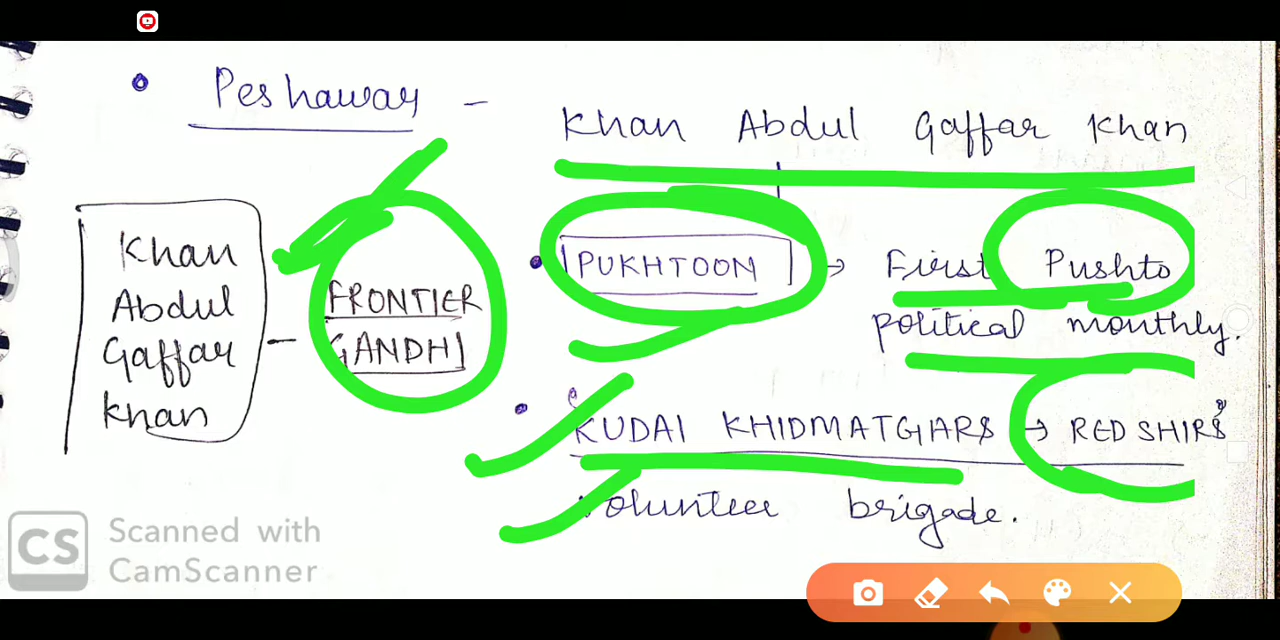 Peshawar -
Khan Abdul Gaffar Khan
Khan
Abdul
Gaffar
Khan
- FRONTIER
GANDHI
PUKHTOON → First Pushto
political monthly.
KUDAI KHIDMATGARS → RED SHIRS
Volunteer brigade.
CS Scanned with
CamScanner